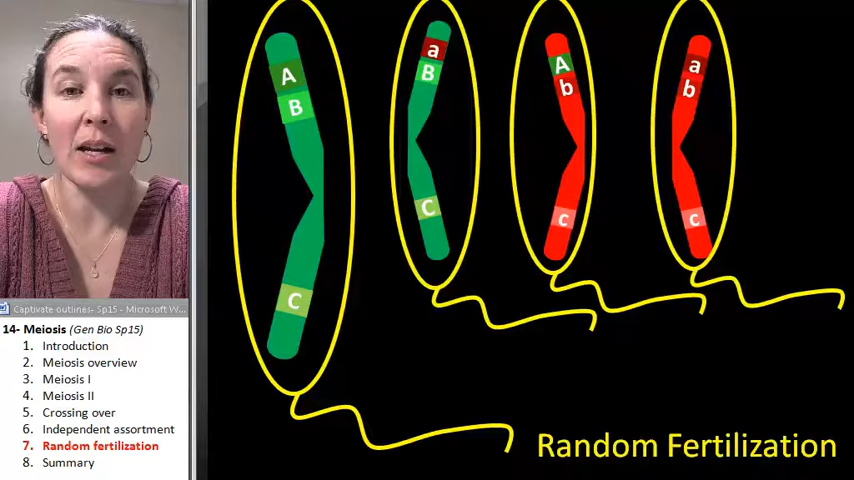 A
B
C
a
B
C
A
b
c
a
b
c
Captivate outlines- Sp15 - Microsoft W...
14- Meiosis (Gen Bio Sp15)
1. Introduction
2. Meiosis overview
3. Meiosis I
4. Meiosis II
5. Crossing over
6. Independent assortment
7. Random fertilization
8. Summary
Random Fertilization